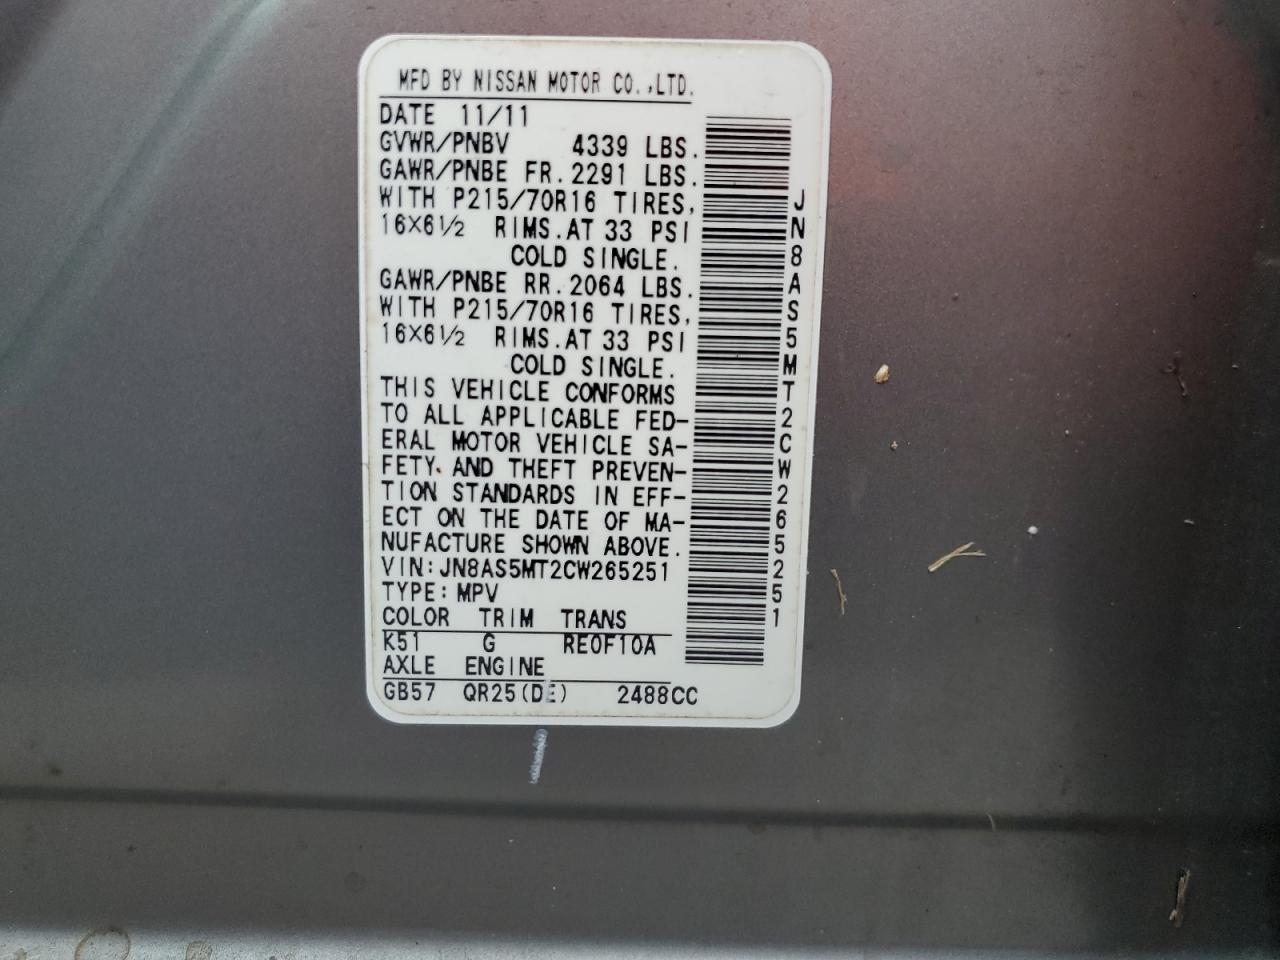 MFD BY NISSAN MOTOR CO.,LTD.
DATE 11/11
GVWR/PNBV 4339 LBS.
GAWR/PNBE FR. 2291 LBS.
WITH P215/70R16 TIRES,
16X6½ RIMS. AT 33 PSI
COLD SINGLE.
GAWR/PNBE RR. 2064 LBS.
WITH P215/70R16 TIRES,
16X6½ RIMS. AT 33 PSI
COLD SINGLE.
THIS VEHICLE CONFORMS
TO ALL APPLICABLE FED-
ERAL MOTOR VEHICLE SA-
FETY AND THEFT PREVEN-
TION STANDARDS IN EFF-
ECT ON THE DATE OF MA-
NUFACTURE SHOWN ABOVE.
VIN: JN8AS5MT2CW265251
TYPE: MPV
COLOR TRIM TRANS
K51 G RE0F10A
AXLE ENGINE
GB57 QR25(DE) 2488CC
JN8AS5MT2CW265251